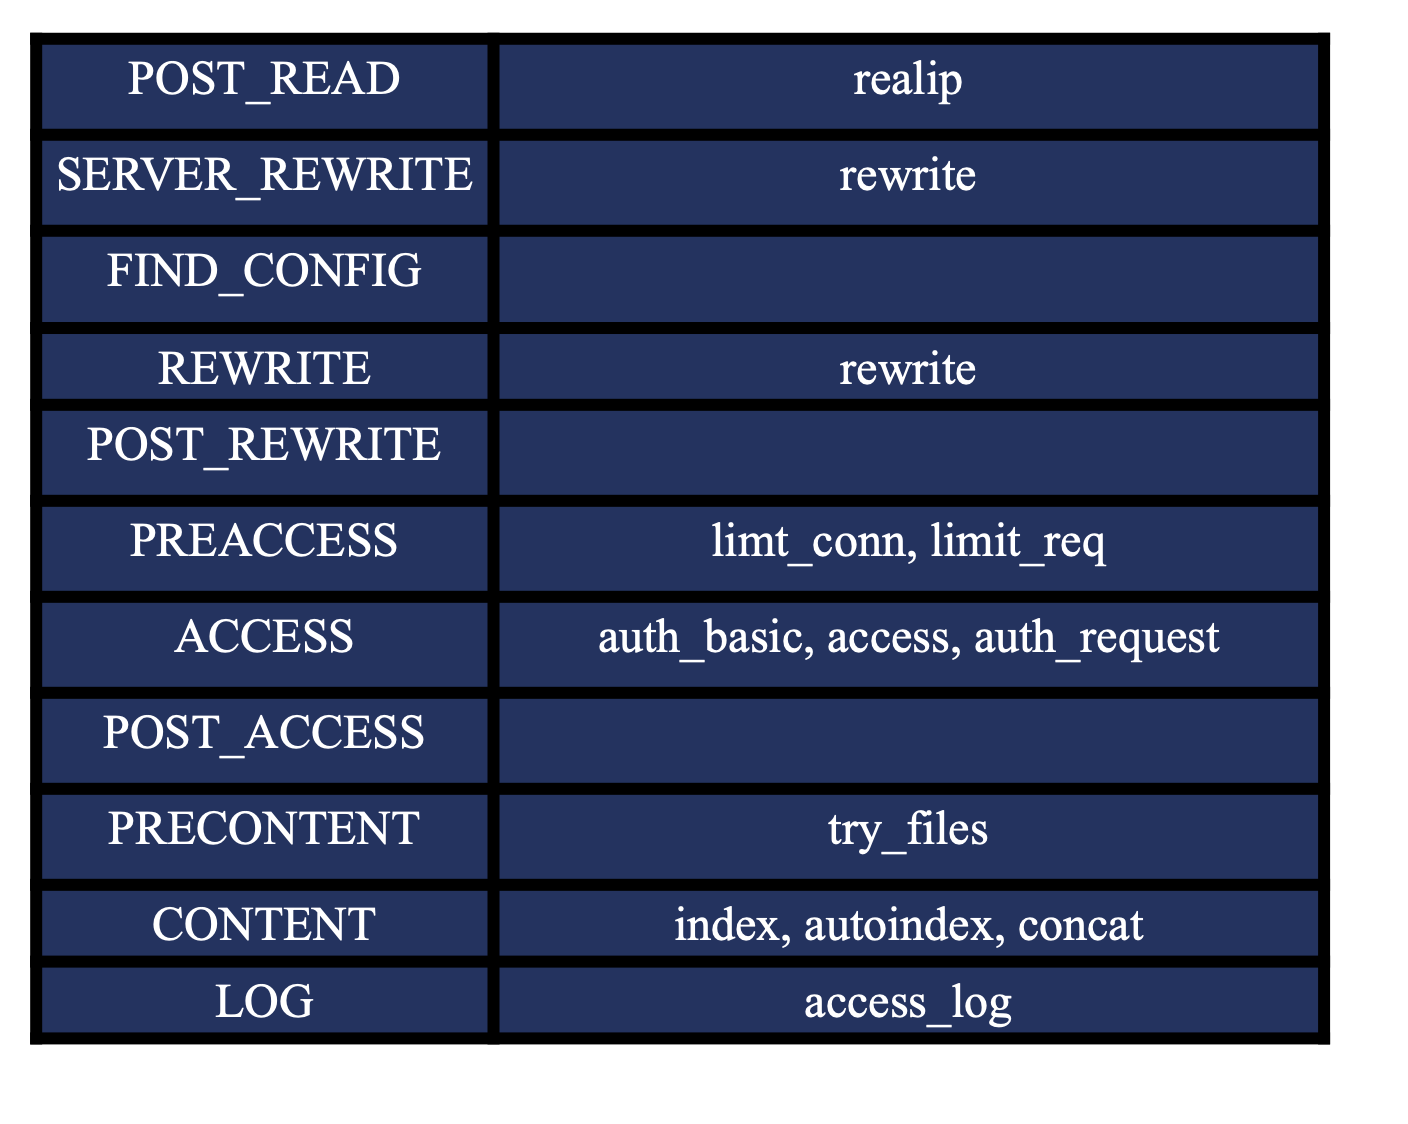 POST_READ realip
SERVER_REWRITE rewrite
FIND_CONFIG
REWRITE rewrite
POST_REWRITE
PREACCESS limt_conn, limit_req
ACCESS auth_basic, access, auth_request
POST_ACCESS
PRECONTENT try_files
CONTENT index, autoindex, concat
LOG access_log